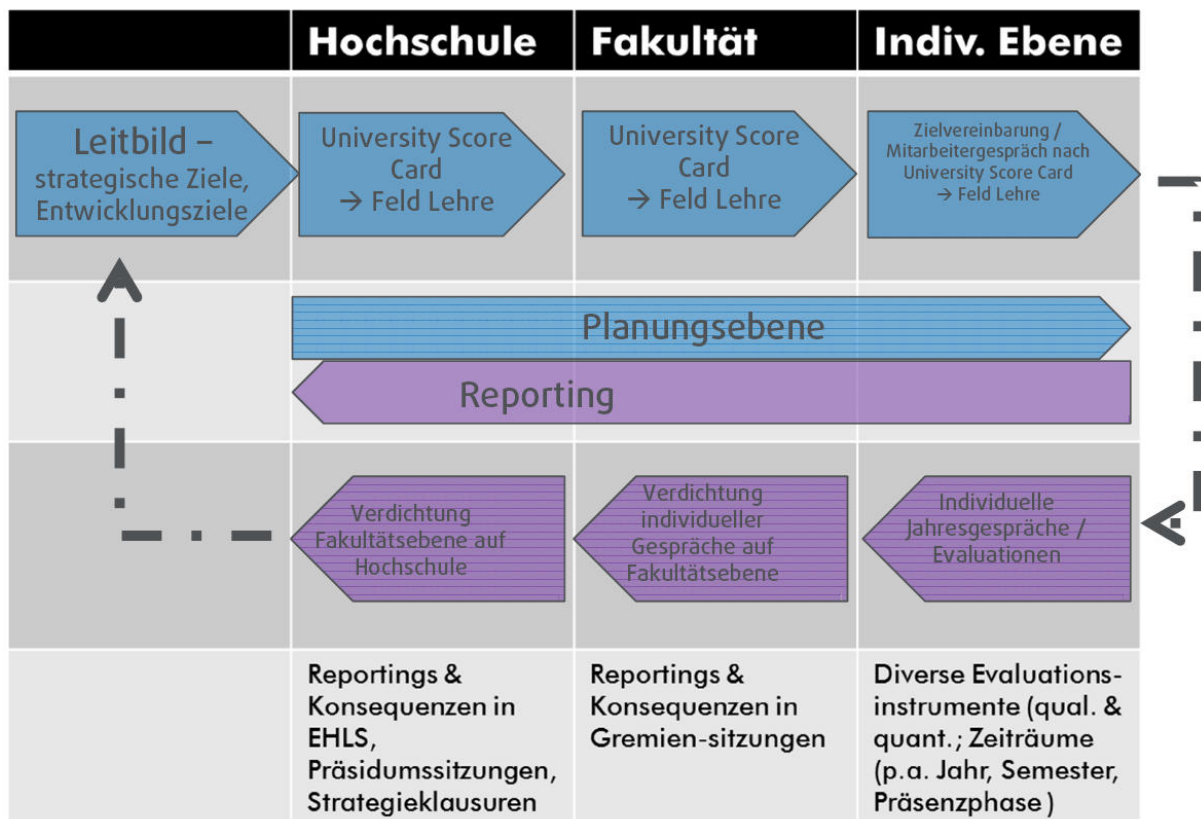 Hochschule
Fakultät
Indiv. Ebene
Leitbild –
strategische Ziele,
Entwicklungsziele
University Score
Card
→ Feld Lehre
University Score
Card
→ Feld Lehre
Zielvereinbarung /
Mitarbeitergespräch nach
University Score Card
→ Feld Lehre
Planungsebene
Reporting
Verdichtung
Fakultätsebene auf
Hochschule
Verdichtung
individueller
Gespräche auf
Fakultätsebene
Individuelle
Jahresgespräche /
Evaluationen
Reportings &
Konsequenzen in
EHLS,
Präsidumssitzungen,
Strategieklausuren
Reportings &
Konsequenzen in
Gremien-sitzungen
Diverse Evaluations-
instrumente (qual. &
quant.; Zeiträume
(p.a. Jahr, Semester,
Präsenzphase )